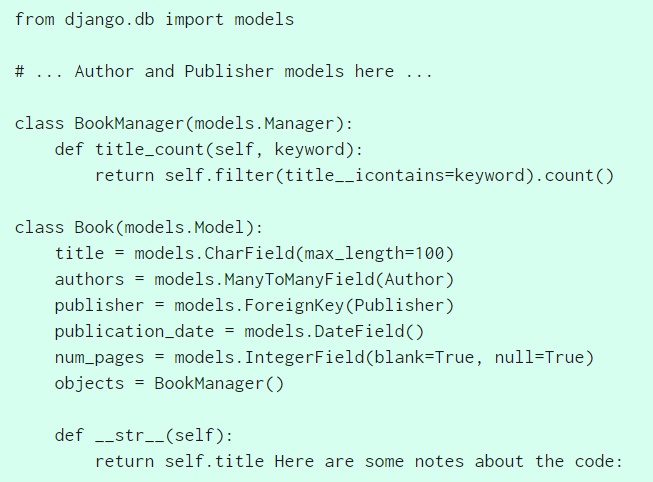 from django.db import models
# ... Author and Publisher models here ...
class BookManager(models.Manager):
    def title_count(self, keyword):
        return self.filter(title__icontains=keyword).count()
class Book(models.Model):
    title = models.CharField(max_length=100)
    authors = models.ManyToManyField(Author)
    publisher = models.ForeignKey(Publisher)
    publication_date = models.DateField()
    num_pages = models.IntegerField(blank=True, null=True)
    objects = BookManager()
    def __str__(self):
        return self.title Here are some notes about the code: